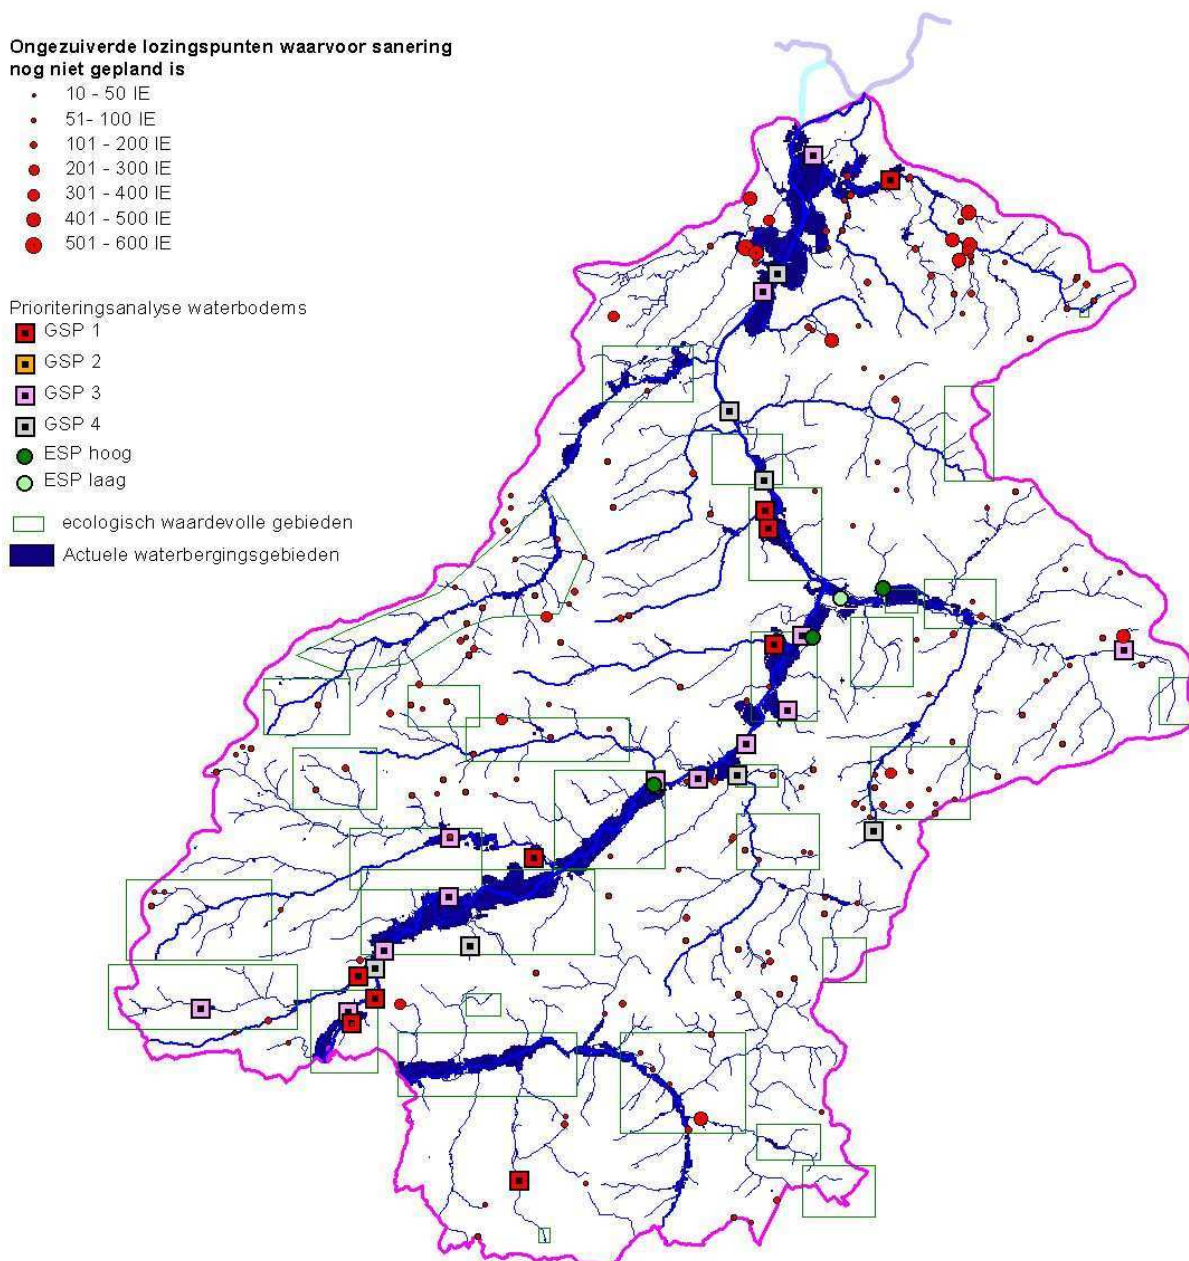 Ongezuiverde lozingspunten waarvoor sanering
nog niet gepland is
10 - 50 IE
51- 100 IE
101 - 200 IE
201 - 300 IE
301 - 400 IE
401 - 500 IE
501 - 600 IE
Prioriteringsanalyse waterbodems
GSP 1
GSP 2
GSP 3
GSP 4
ESP hoog
ESP laag
ecologisch waardevolle gebieden
Actuele waterbergingsgebieden